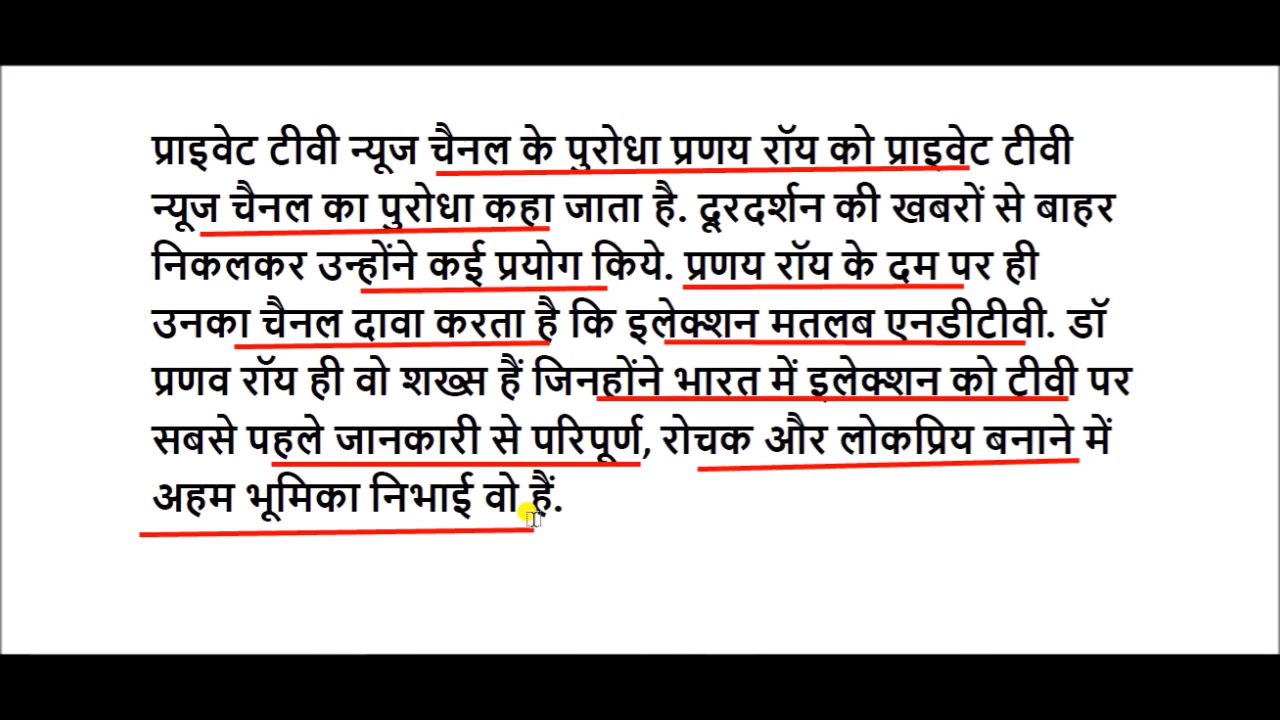 प्राइवेट टीवी न्यूज चैनल के पुरोधा प्रणय रॉय को प्राइवेट टीवी
न्यूज चैनल का पुरोधा कहा जाता है. दूरदर्शन की खबरों से बाहर
निकलकर उन्होंने कई प्रयोग किये. प्रणय रॉय के दम पर ही
उनका चैनल दावा करता है कि इलेक्शन मतलब एनडीटीवी. डॉ
प्रणव रॉय ही वो शख्स हैं जिनहोंने भारत में इलेक्शन को टीवी पर
सबसे पहले जानकारी से परिपूर्ण, रोचक और लोकप्रिय बनाने में
अहम भूमिका निभाई वो हैं.